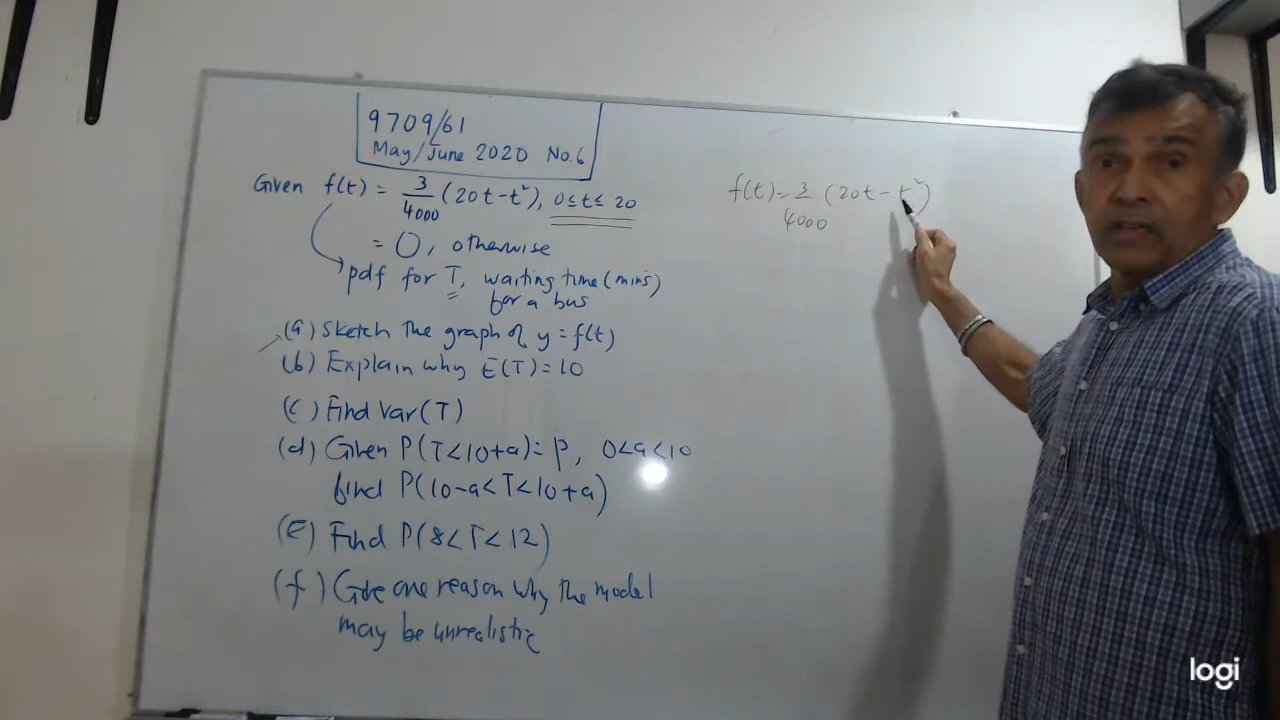 9709/61
May/June 2020 No.6
Given f(t) = 3/4000 (20t-t²), 0≤t≤20
= 0, otherwise
pdf for T, waiting time (mins)
for a bus
(a) Sketch the graph of y = f(t)
(b) Explain why E(T)=10
(c) Find Var(T)
(d) Given P(T<10+a)=p, 0<a<10
find P(10-a<T<10+a)
(e) Find P(8<T<12)
(f) Give one reason why the model
may be unrealistic
f(t) = 3/4000 (20t-t²)
logi